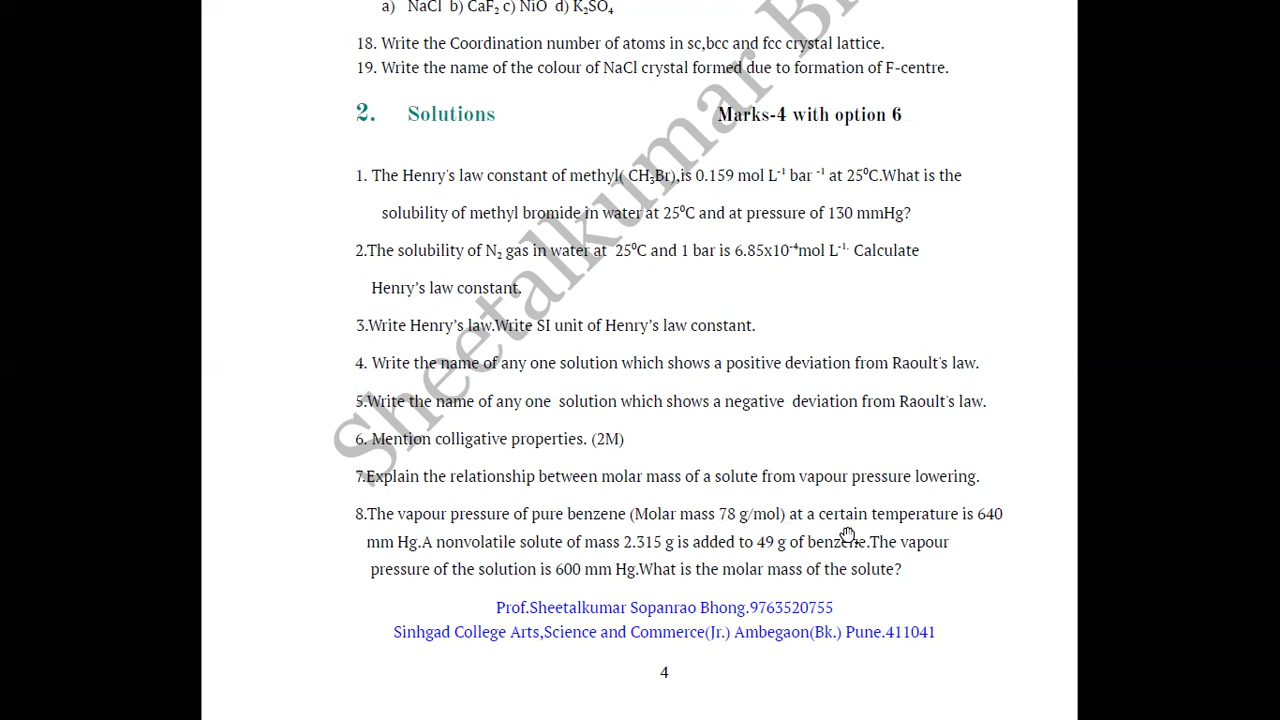 a) NaCl b) CaF₂ c) NiO d) K₂SO₄
18. Write the Coordination number of atoms in sc,bcc and fcc crystal lattice.
19. Write the name of the colour of NaCl crystal formed due to formation of F-centre.
2. Solutions Marks-4 with option 6
1. The Henry's law constant of methyl( CH₃Br),is 0.159 mol L⁻¹ bar ⁻¹ at 25⁰C.What is the
solubility of methyl bromide in water at 25⁰C and at pressure of 130 mmHg?
2.The solubility of N₂ gas in water at 25⁰C and 1 bar is 6.85x10⁻⁴mol L⁻¹. Calculate
Henry’s law constant.
3.Write Henry’s law.Write SI unit of Henry’s law constant.
4. Write the name of any one solution which shows a positive deviation from Raoult's law.
5.Write the name of any one solution which shows a negative deviation from Raoult's law.
6. Mention colligative properties. (2M)
7.Explain the relationship between molar mass of a solute from vapour pressure lowering.
8.The vapour pressure of pure benzene (Molar mass 78 g/mol) at a certain temperature is 640
mm Hg.A nonvolatile solute of mass 2.315 g is added to 49 g of benzene.The vapour
pressure of the solution is 600 mm Hg.What is the molar mass of the solute?
Prof.Sheetalkumar Sopanrao Bhong.9763520755
Sinhgad College Arts,Science and Commerce(Jr.) Ambegaon(Bk.) Pune.411041
4
Sheetalkumar